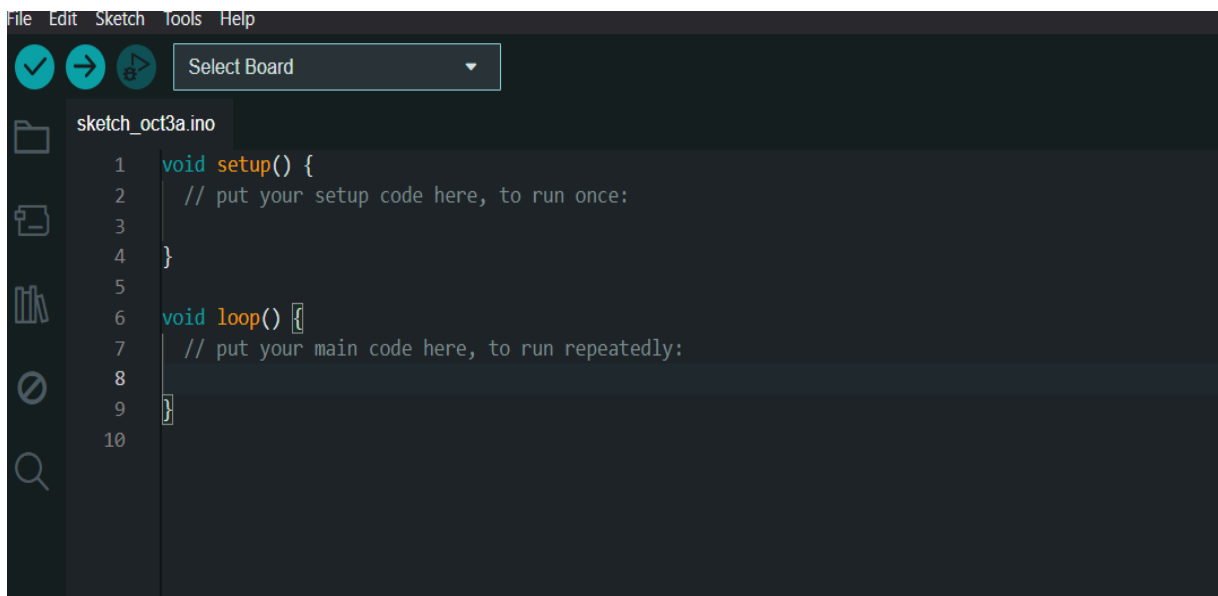 File Edit Sketch Tools Help
Select Board
sketch_oct3a.ino
1 void setup() {
2   // put your setup code here, to run once:
3
4 }
5
6 void loop() {
7   // put your main code here, to run repeatedly:
8
9 }
10